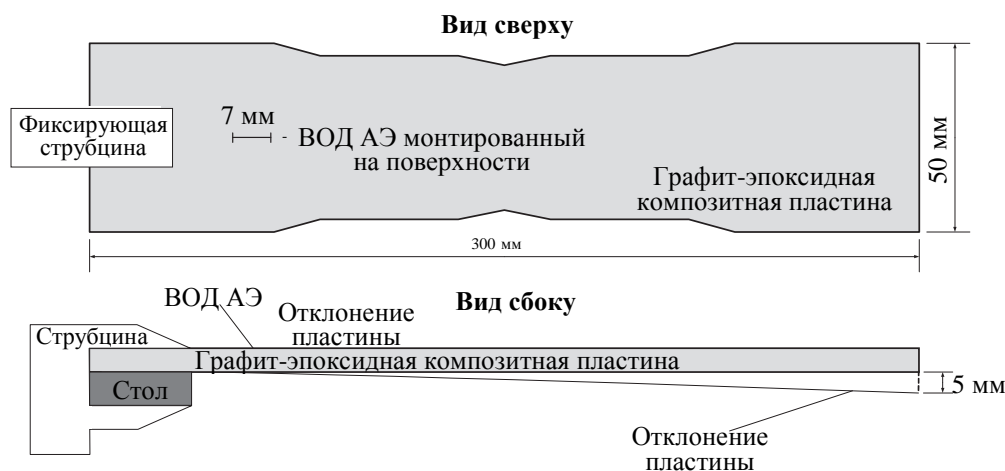 Вид сверху
Фиксирующая
струбцина
7 мм
ВОД АЭ монтированный
на поверхности
Графит-эпоксидная
композитная пластина
50 мм
300 мм
Вид сбоку
ВОД АЭ
Отклонение
пластины
Струбцина
Графит-эпоксидная композитная пластина
Стол
5 мм
Отклонение
пластины